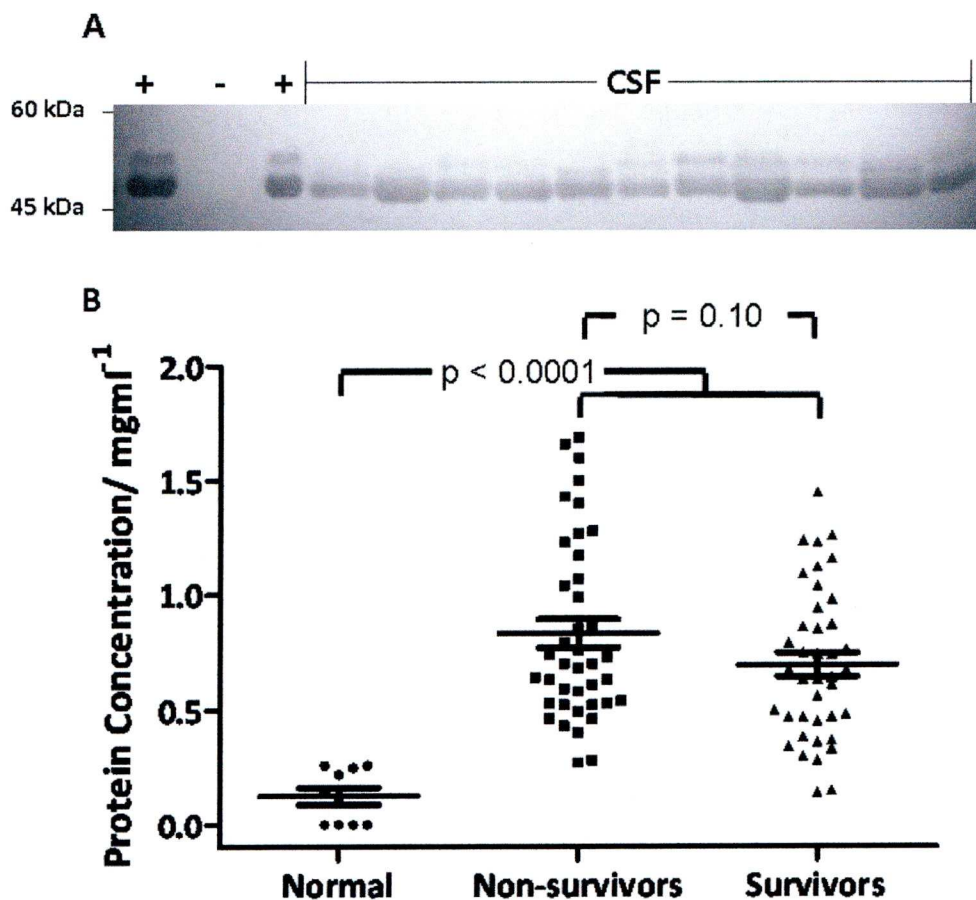 A
+ - + CSF
60 kDa
45 kDa
B
p = 0.10
p < 0.0001
Protein Concentration/ mgml⁻¹
2.0
1.5
1.0
0.5
0.0
Normal Non-survivors Survivors